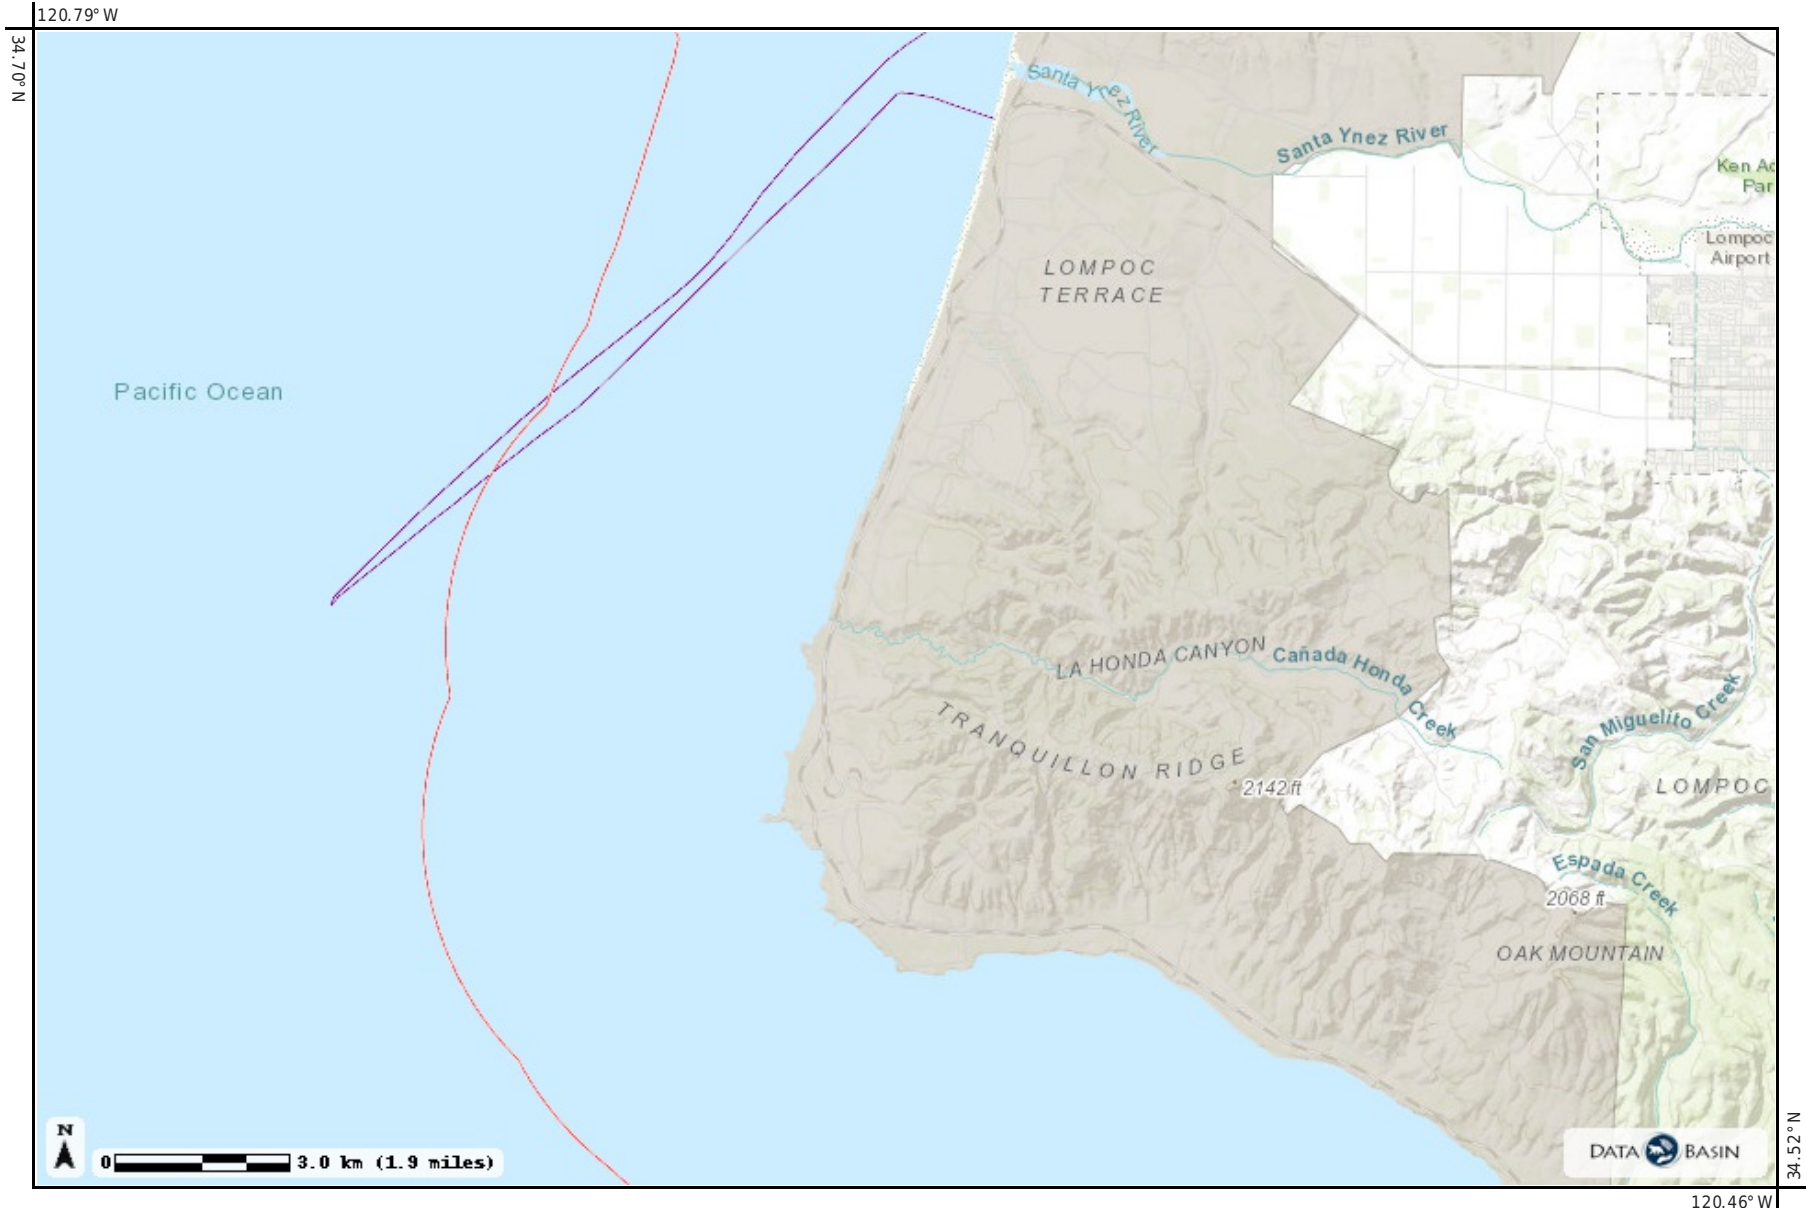 120.79° W
34.70° N
Santa Ynez River
Santa Ynez River
Ken Ac
Par
Lompoc
Airport
LOMPOC
TERRACE
Pacific Ocean
LA HONDA CANYON
Cañada Honda Creek
TRANQUILLON RIDGE
San Miguelito Creek
2142 ft
LOMPOC
Espada Creek
2068 ft
OAK MOUNTAIN
N
0 3.0 km (1.9 miles)
DATA BASIN
34.52° N
120.46° W